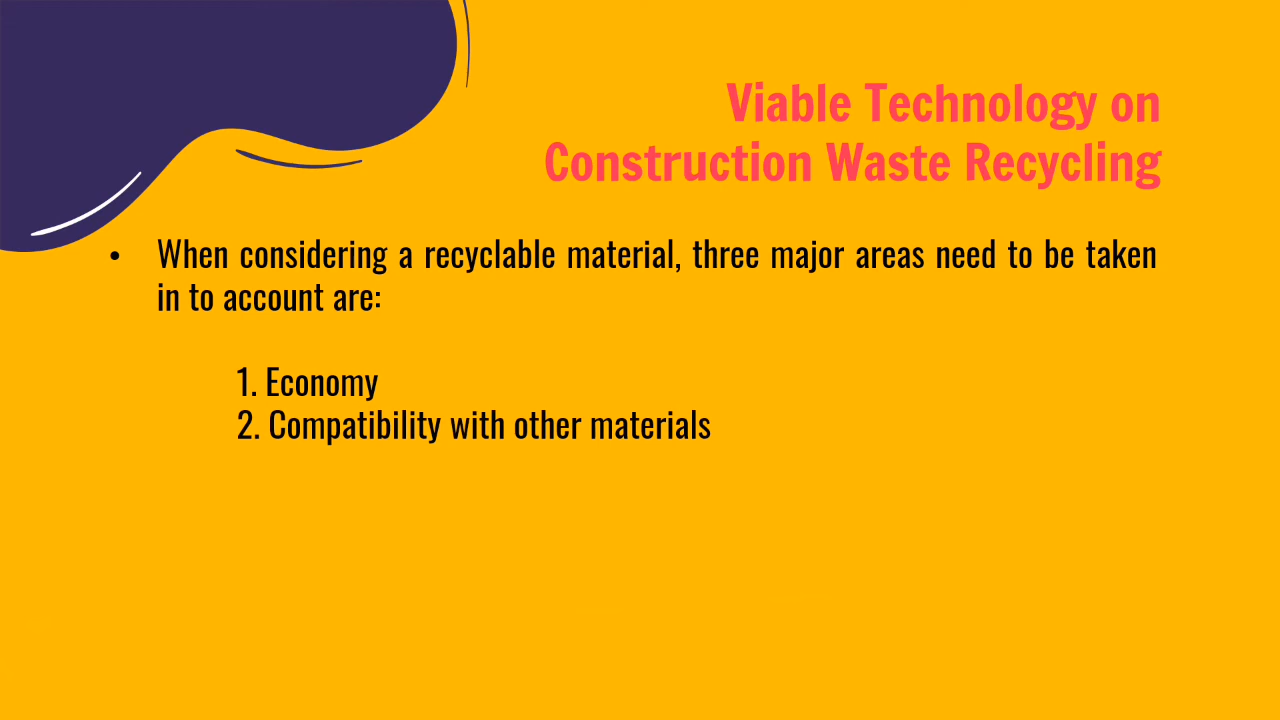 Viable Technology on
Construction Waste Recycling
• When considering a recyclable material, three major areas need to be taken
in to account are:
1. Economy
2. Compatibility with other materials